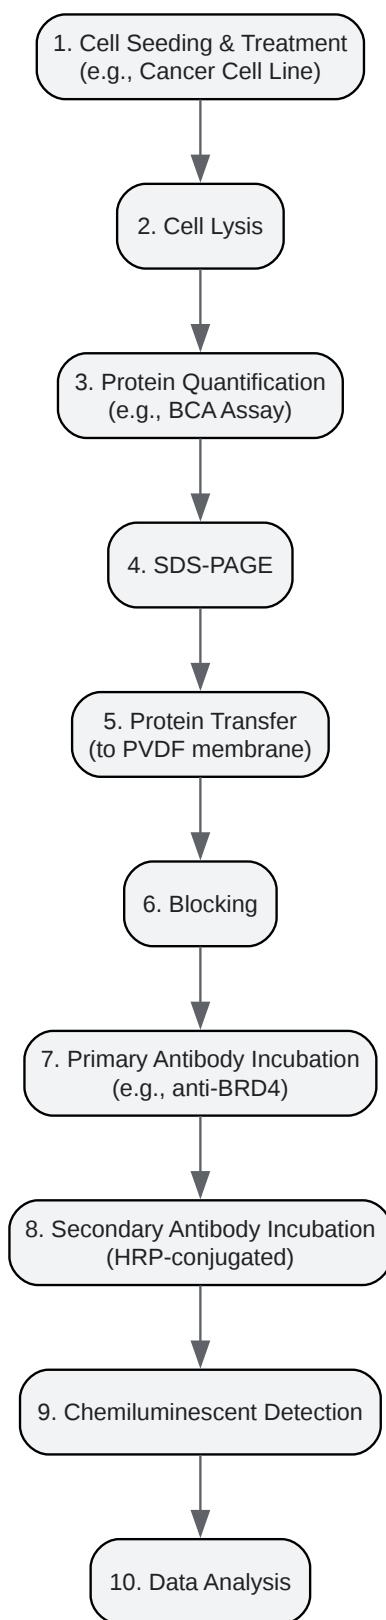 1. Cell Seeding & Treatment
(e.g., Cancer Cell Line)
2. Cell Lysis
3. Protein Quantification
(e.g., BCA Assay)
4. SDS-PAGE
5. Protein Transfer
(to PVDF membrane)
6. Blocking
7. Primary Antibody Incubation
(e.g., anti-BRD4)
8. Secondary Antibody Incubation
(HRP-conjugated)
9. Chemiluminescent Detection
10. Data Analysis